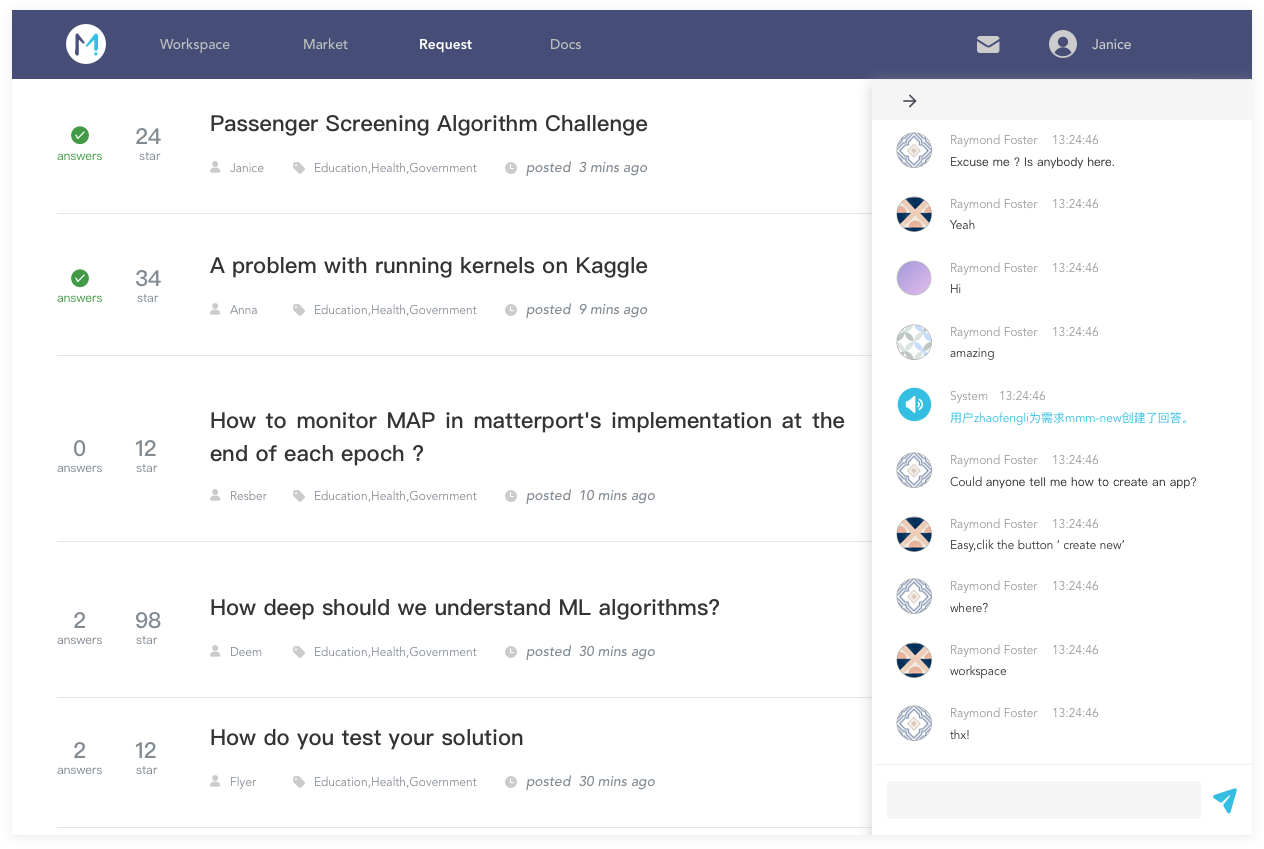 M Workspace Market Request Docs Janice
Passenger Screening Algorithm Challenge
24
answers star
Janice Education,Health,Government posted 3 mins ago
A problem with running kernels on Kaggle
34
answers star
Anna Education,Health,Government posted 9 mins ago
How to monitor MAP in matterport's implementation at the
end of each epoch ?
0 12
answers star
Resber Education,Health,Government posted 10 mins ago
How deep should we understand ML algorithms?
2 98
answers star
Deem Education,Health,Government posted 30 mins ago
How do you test your solution
2 12
answers star
Flyer Education,Health,Government posted 30 mins ago
Raymond Foster 13:24:46
Excuse me ? Is anybody here.
Raymond Foster 13:24:46
Yeah
Raymond Foster 13:24:46
Hi
Raymond Foster 13:24:46
amazing
System 13:24:46
用户zhaofengli为需求mmm-new创建了回答。
Raymond Foster 13:24:46
Could anyone tell me how to create an app?
Raymond Foster 13:24:46
Easy,clik the button ‘ create new’
Raymond Foster 13:24:46
where?
Raymond Foster 13:24:46
workspace
Raymond Foster 13:24:46
thx!